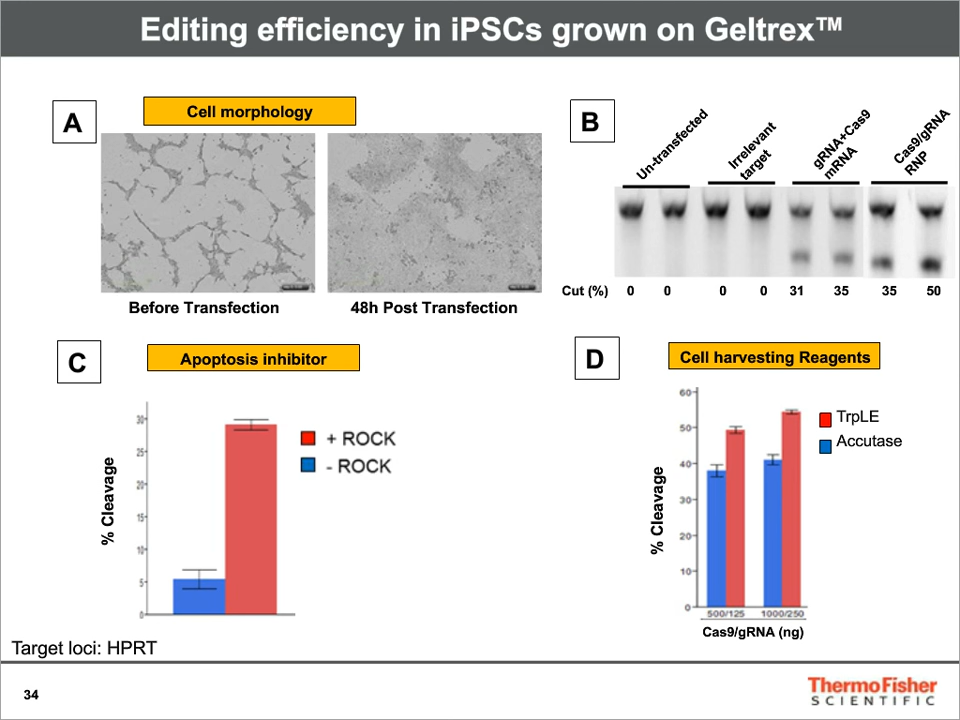 Editing efficiency in iPSCs grown on Geltrex™
A
Cell morphology
Before Transfection
48h Post Transfection
B
Un-transfected
Irrelevant
target
gRNA+Cas9
mRNA
Cas9/gRNA
RNP
Cut (%) 0 0 0 0 31 35 35 50
C
Apoptosis inhibitor
% Cleavage
30
25
20
15
10
5
0
+ ROCK
- ROCK
D
Cell harvesting Reagents
% Cleavage
60
50
40
30
20
10
0
500/125 1000/250
Cas9/gRNA (ng)
TrpLE
Accutase
Target loci: HPRT
34
ThermoFisher
SCIENTIFIC